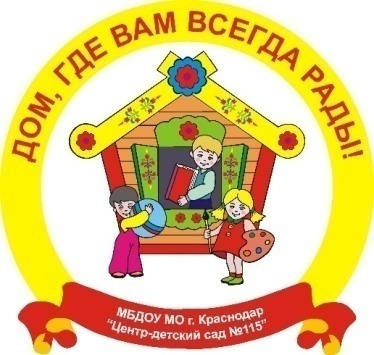 ДОМ, ГДЕ ВАМ ВСЕГДА РАДЫ!
МБДОУ МО г. Краснодар
"Центр-детский сад №115"